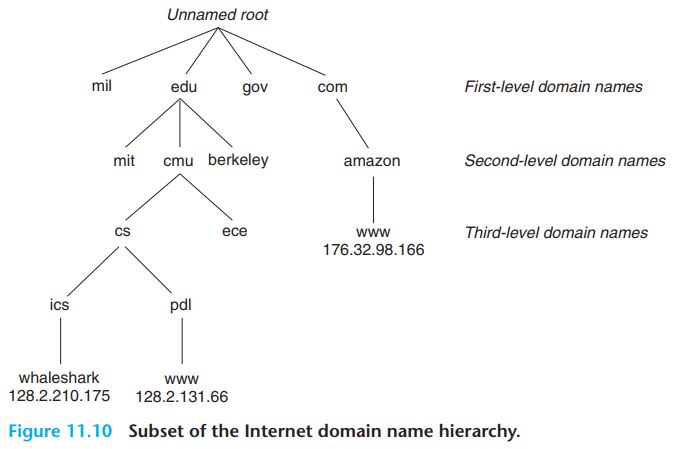 Unnamed root
mil edu gov com First-level domain names
mit cmu berkeley amazon Second-level domain names
cs ece www Third-level domain names
176.32.98.166
ics pdl
whaleshark www
128.2.210.175 128.2.131.66
Figure 11.10 Subset of the Internet domain name hierarchy.